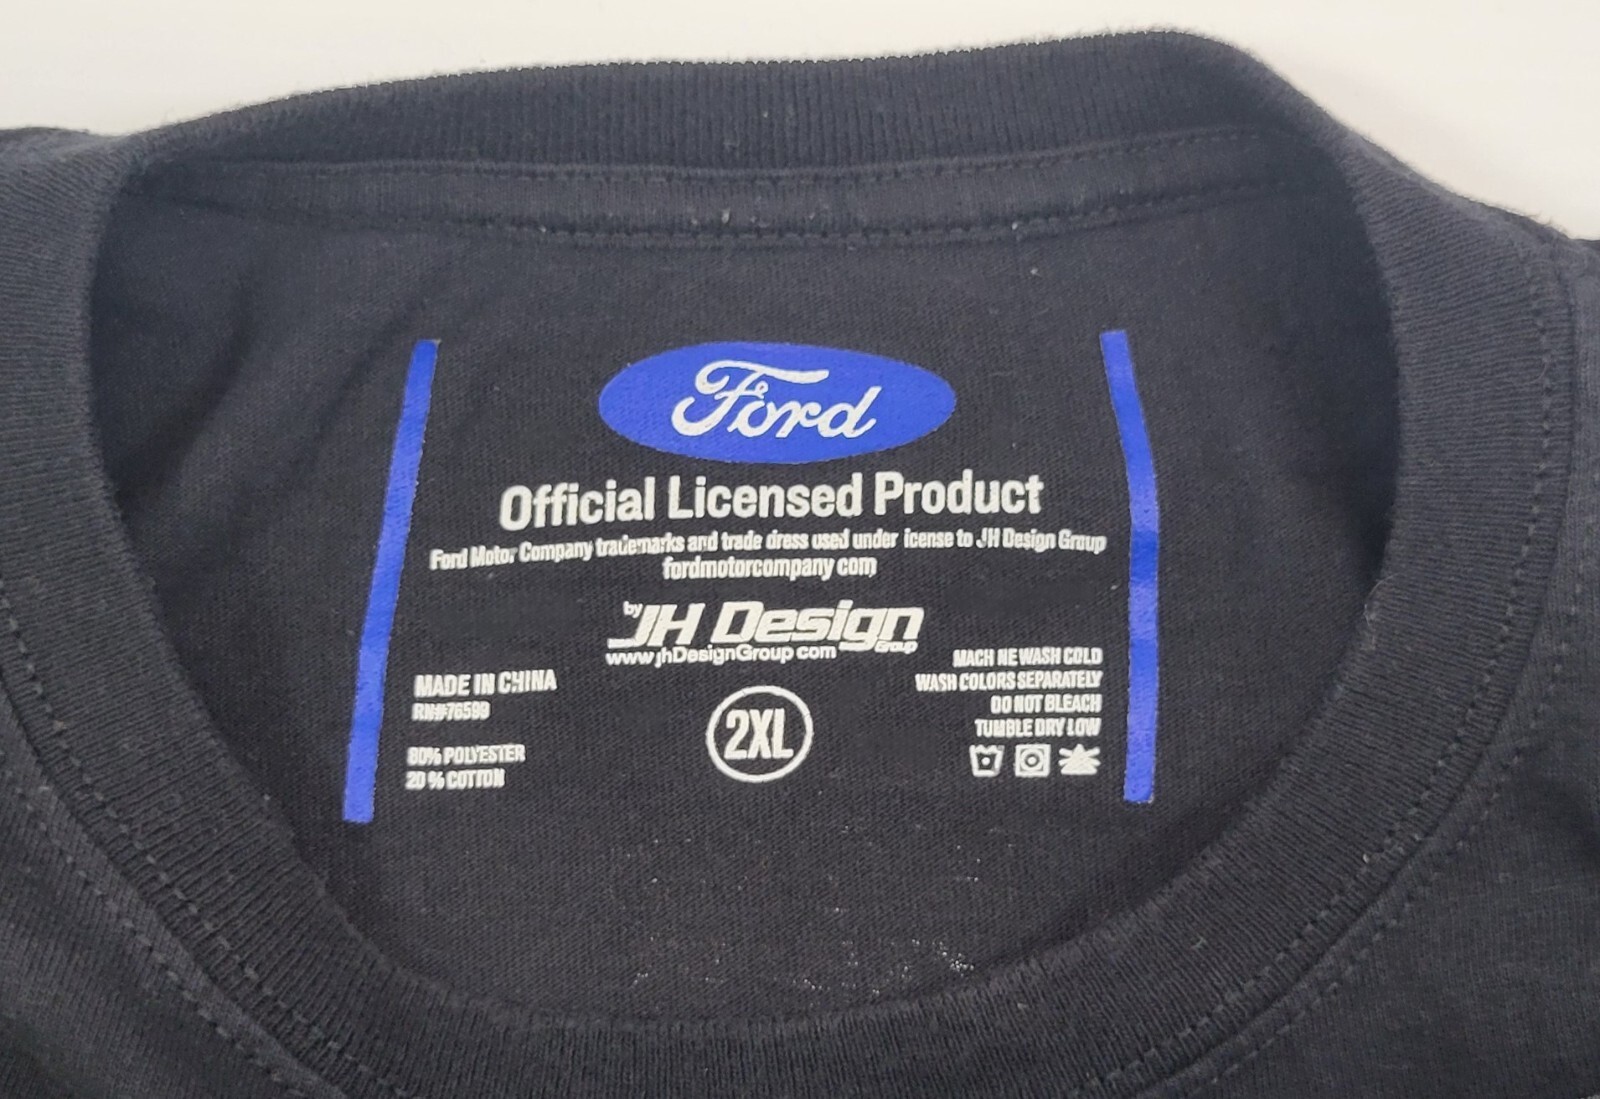 Ford
Official Licensed Product
Ford Motor Company trademarks and trade dress used under license to JH Design Group
fordmotorcompany com
by JH Design
Group
www jhDesignGroup com
MADE IN CHINA
RN#76599
80% POLYESTER
20 % COTTON
2XL
MACH NE WASH COLD
WASH COLORS SEPARATELY
DO NOT BLEACH
TUMBLE DRY LOW